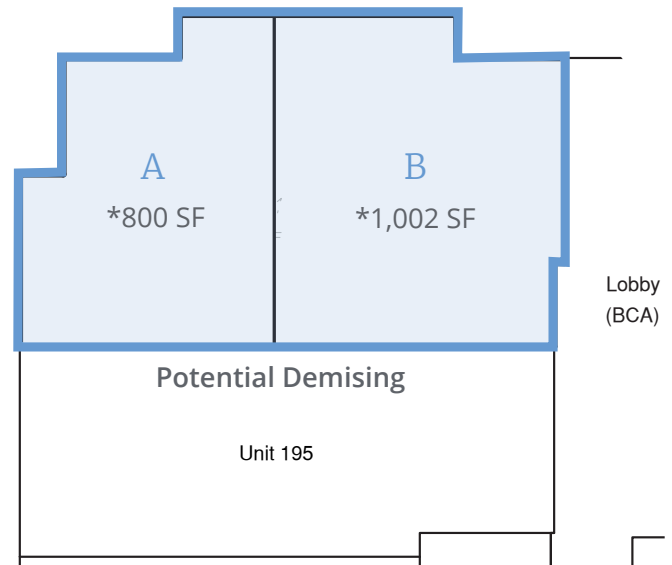 A
*800 SF
B
*1,002 SF
Lobby
(BCA)
Potential Demising
Unit 195